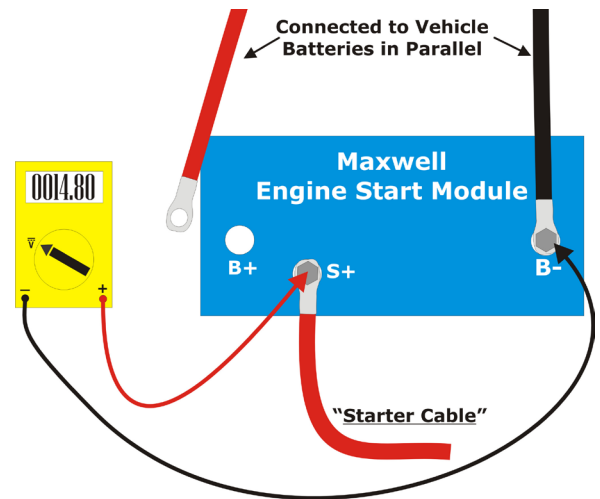 Connected to Vehicle
Batteries in Parallel
Maxwell
Engine Start Module
0014.80
V
− +
B+
S+
B-
"Starter Cable"